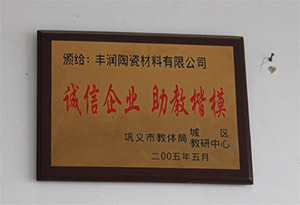 颁给：丰润陶瓷材料有限公司
诚信企业 助教楷模
巩义市教体局 城区
教研中心
二00五年五月